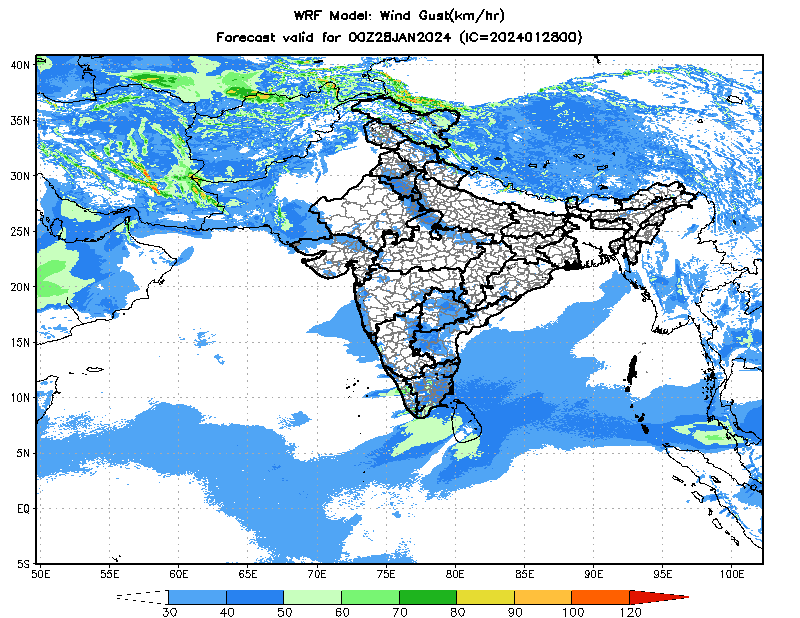 WRF Model: Wind Gust(km/hr)
Forecast valid for 00Z28JAN2024 (IC=2024012800)
40N
35N
30N
25N
20N
15N
10N
5N
EQ
5S
50E 55E 60E 65E 70E 75E 80E 85E 90E 95E 100E
30 40 50 60 70 80 90 100 120